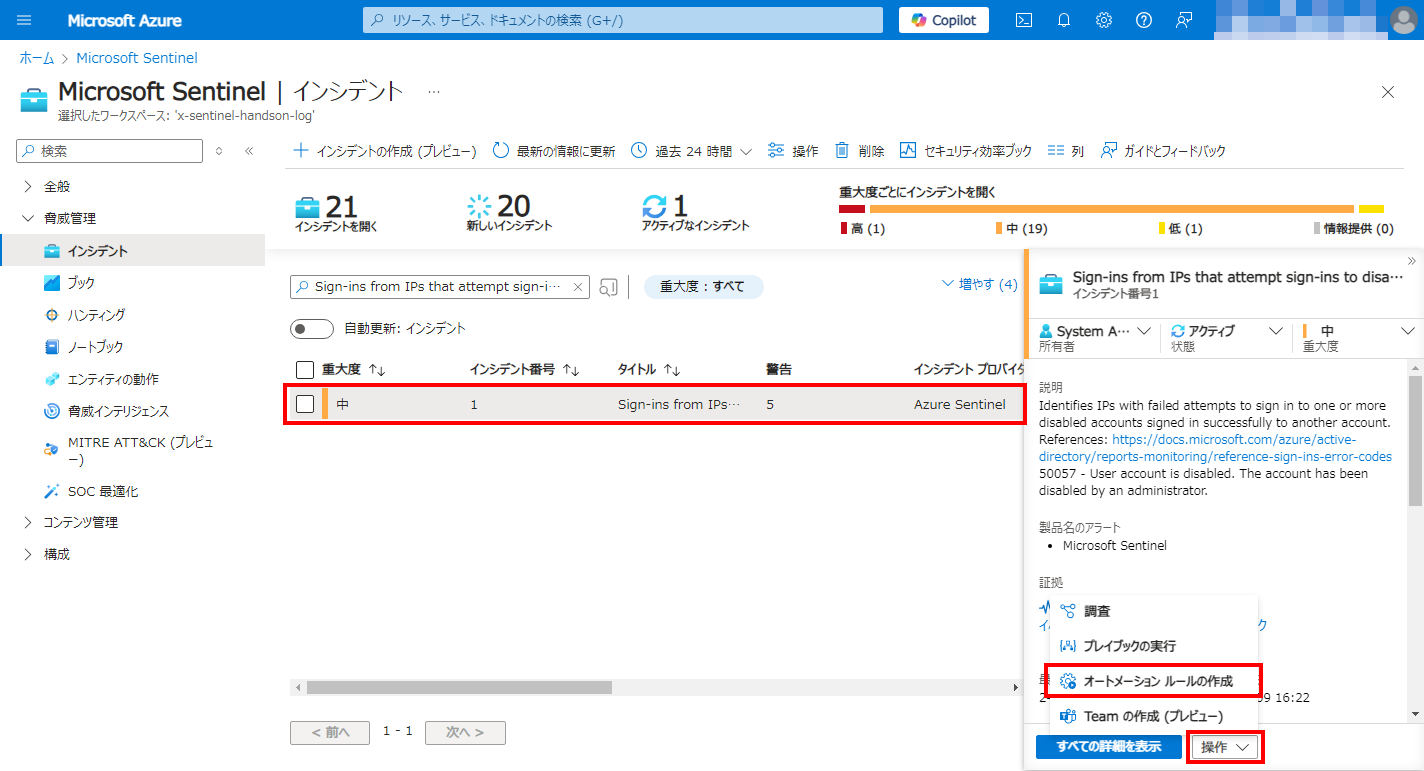 Microsoft Azure
リソース、サービス、ドキュメントの検索 (G+/)
Copilot
ホーム > Microsoft Sentinel
Microsoft Sentinel | インシデント ...
選択したワークスペース: 'x-sentinel-handson-log'
検索
インシデントの作成 (プレビュー)
最新の情報に更新
過去 24 時間
操作
削除
セキュリティ効率ブック
列
ガイドとフィードバック
全般
脅威管理
インシデント
ブック
ハンティング
ノートブック
エンティティの動作
脅威インテリジェンス
MITRE ATT&CK (プレビュ
ー)
SOC 最適化
コンテンツ管理
構成
21
インシデントを開く
20
新しいインシデント
1
アクティブなインシデント
重大度ごとにインシデントを開く
高 (1)
中 (19)
低 (1)
情報提供 (0)
Sign-ins from IPs that attempt sign-i…
重大度 : すべて
増やす (4)
自動更新: インシデント
重大度
インシデント番号
タイトル
警告
インシデント プロバイダ
中
1
Sign-ins from IPs…
5
Azure Sentinel
< 前へ
1 - 1
次へ >
Sign-ins from IPs that attempt sign-ins to disa…
インシデント番号1
System A…
所有者
アクティブ
状態
中
重大度
説明
Identifies IPs with failed attempts to sign in to one or more
disabled accounts signed in successfully to another account.
References: https://docs.microsoft.com/azure/active-
directory/reports-monitoring/reference-sign-ins-error-codes
50057 - User account is disabled. The account has been
disabled by an administrator.
製品名のアラート
• Microsoft Sentinel
証拠
調査
プレイブックの実行
オートメーション ルールの作成
09 16:22
Team の作成 (プレビュー)
すべての詳細を表示
操作